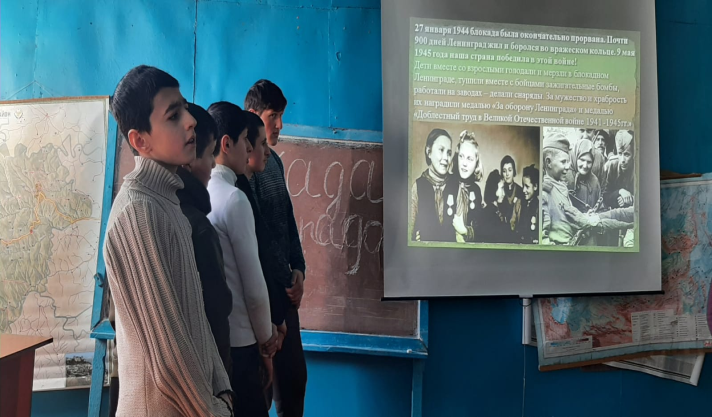 27 января 1944 блокада была окончательно прорвана. Почти
900 дней Ленинград жил и боролся во вражеском кольце. 9 мая
1945 года наша страна победила в этой войне!
Дети вместе со взрослыми голодали и мерзли в блокадном
Ленинграде, тушили вместе с бойцами зажигательные бомбы,
работали на заводах – делали снаряды. За мужество и храбрость
их наградили медалью «За оборону Ленинграда» и медалью
«Доблестный труд в Великой Отечественной войне 1941-1945гг.»